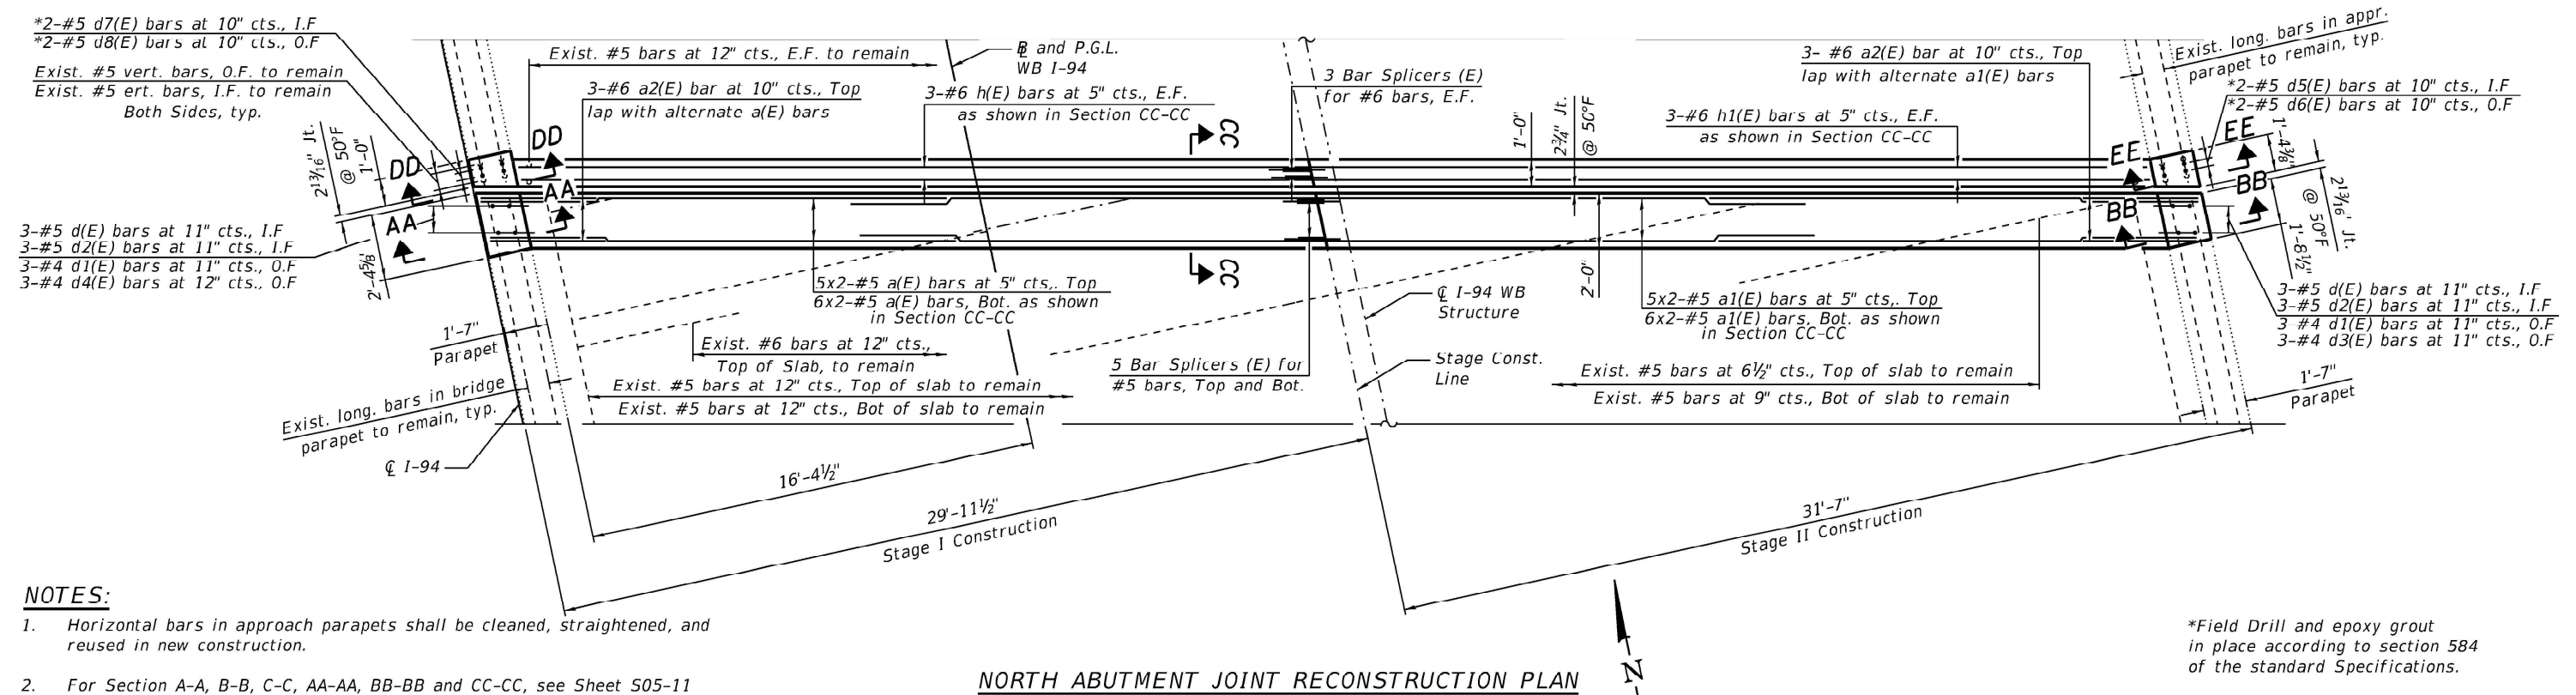 *2-#5 d7(E) bars at 10" cts., I.F
*2-#5 d8(E) bars at 10" cts., O.F
Exist. #5 vert. bars, O.F. to remain
Exist. #5 ert. bars, I.F. to remain
Both Sides, typ.
2 13/16" Jt.
@ 50°F
1'-0"
DD
AA
3-#5 d(E) bars at 11" cts., I.F
3-#5 d2(E) bars at 11" cts., I.F
3-#4 d1(E) bars at 11" cts., O.F
3-#4 d4(E) bars at 12" cts., O.F
2'-4⅝"
Exist. #5 bars at 12" cts., E.F. to remain
3-#6 a2(E) bar at 10" cts., Top
lap with alternate a(E) bars
DD
AA
B and P.G.L.
WB I-94
3-#6 h(E) bars at 5" cts., E.F.
as shown in Section CC-CC
CC
CC
3 Bar Splicers (E)
for #6 bars, E.F.
1'-0"
2¾" Jt.
@ 50°F
3- #6 a2(E) bar at 10" cts., Top
lap with alternate a1(E) bars
3-#6 h1(E) bars at 5" cts., E.F.
as shown in Section CC-CC
Exist. long. bars in appr.
parapet to remain, typ.
*2-#5 d5(E) bars at 10" cts., I.F
*2-#5 d6(E) bars at 10" cts., O.F
EE
EE
BB
BB
1'-4⅜"
2 13/16" Jt.
@ 50°F
1'-8½"
3-#5 d(E) bars at 11" cts., I.F
3-#5 d2(E) bars at 11" cts., I.F
3-#4 d1(E) bars at 11" cts., O.F
3-#4 d3(E) bars at 11" cts., O.F
5x2-#5 a(E) bars at 5" cts,. Top
6x2-#5 a(E) bars, Bot. as shown
in Section CC-CC
2'-0"
℄ I-94 WB
Structure
5x2-#5 a1(E) bars at 5" cts,. Top
6x2-#5 a1(E) bars, Bot. as shown
in Section CC-CC
1'-7"
Parapet
Exist. #6 bars at 12" cts.,
Top of Slab, to remain
Exist. #5 bars at 12" cts., Top of slab to remain
Exist. #5 bars at 12" cts., Bot of slab to remain
5 Bar Splicers (E) for
#5 bars, Top and Bot.
Stage Const.
Line
Exist. #5 bars at 6½" cts., Top of slab to remain
Exist. #5 bars at 9" cts., Bot of slab to remain
1'-7"
Parapet
Exist. long. bars in bridge
parapet to remain, typ.
℄ I-94
16'-4½"
29'-11½"
Stage I Construction
31'-7"
Stage II Construction
NOTES:
1. Horizontal bars in approach parapets shall be cleaned, straightened, and
reused in new construction.
2. For Section A-A, B-B, C-C, AA-AA, BB-BB and CC-CC, see Sheet S05-11
N
NORTH ABUTMENT JOINT RECONSTRUCTION PLAN
*Field Drill and epoxy grout
in place according to section 584
of the standard Specifications.